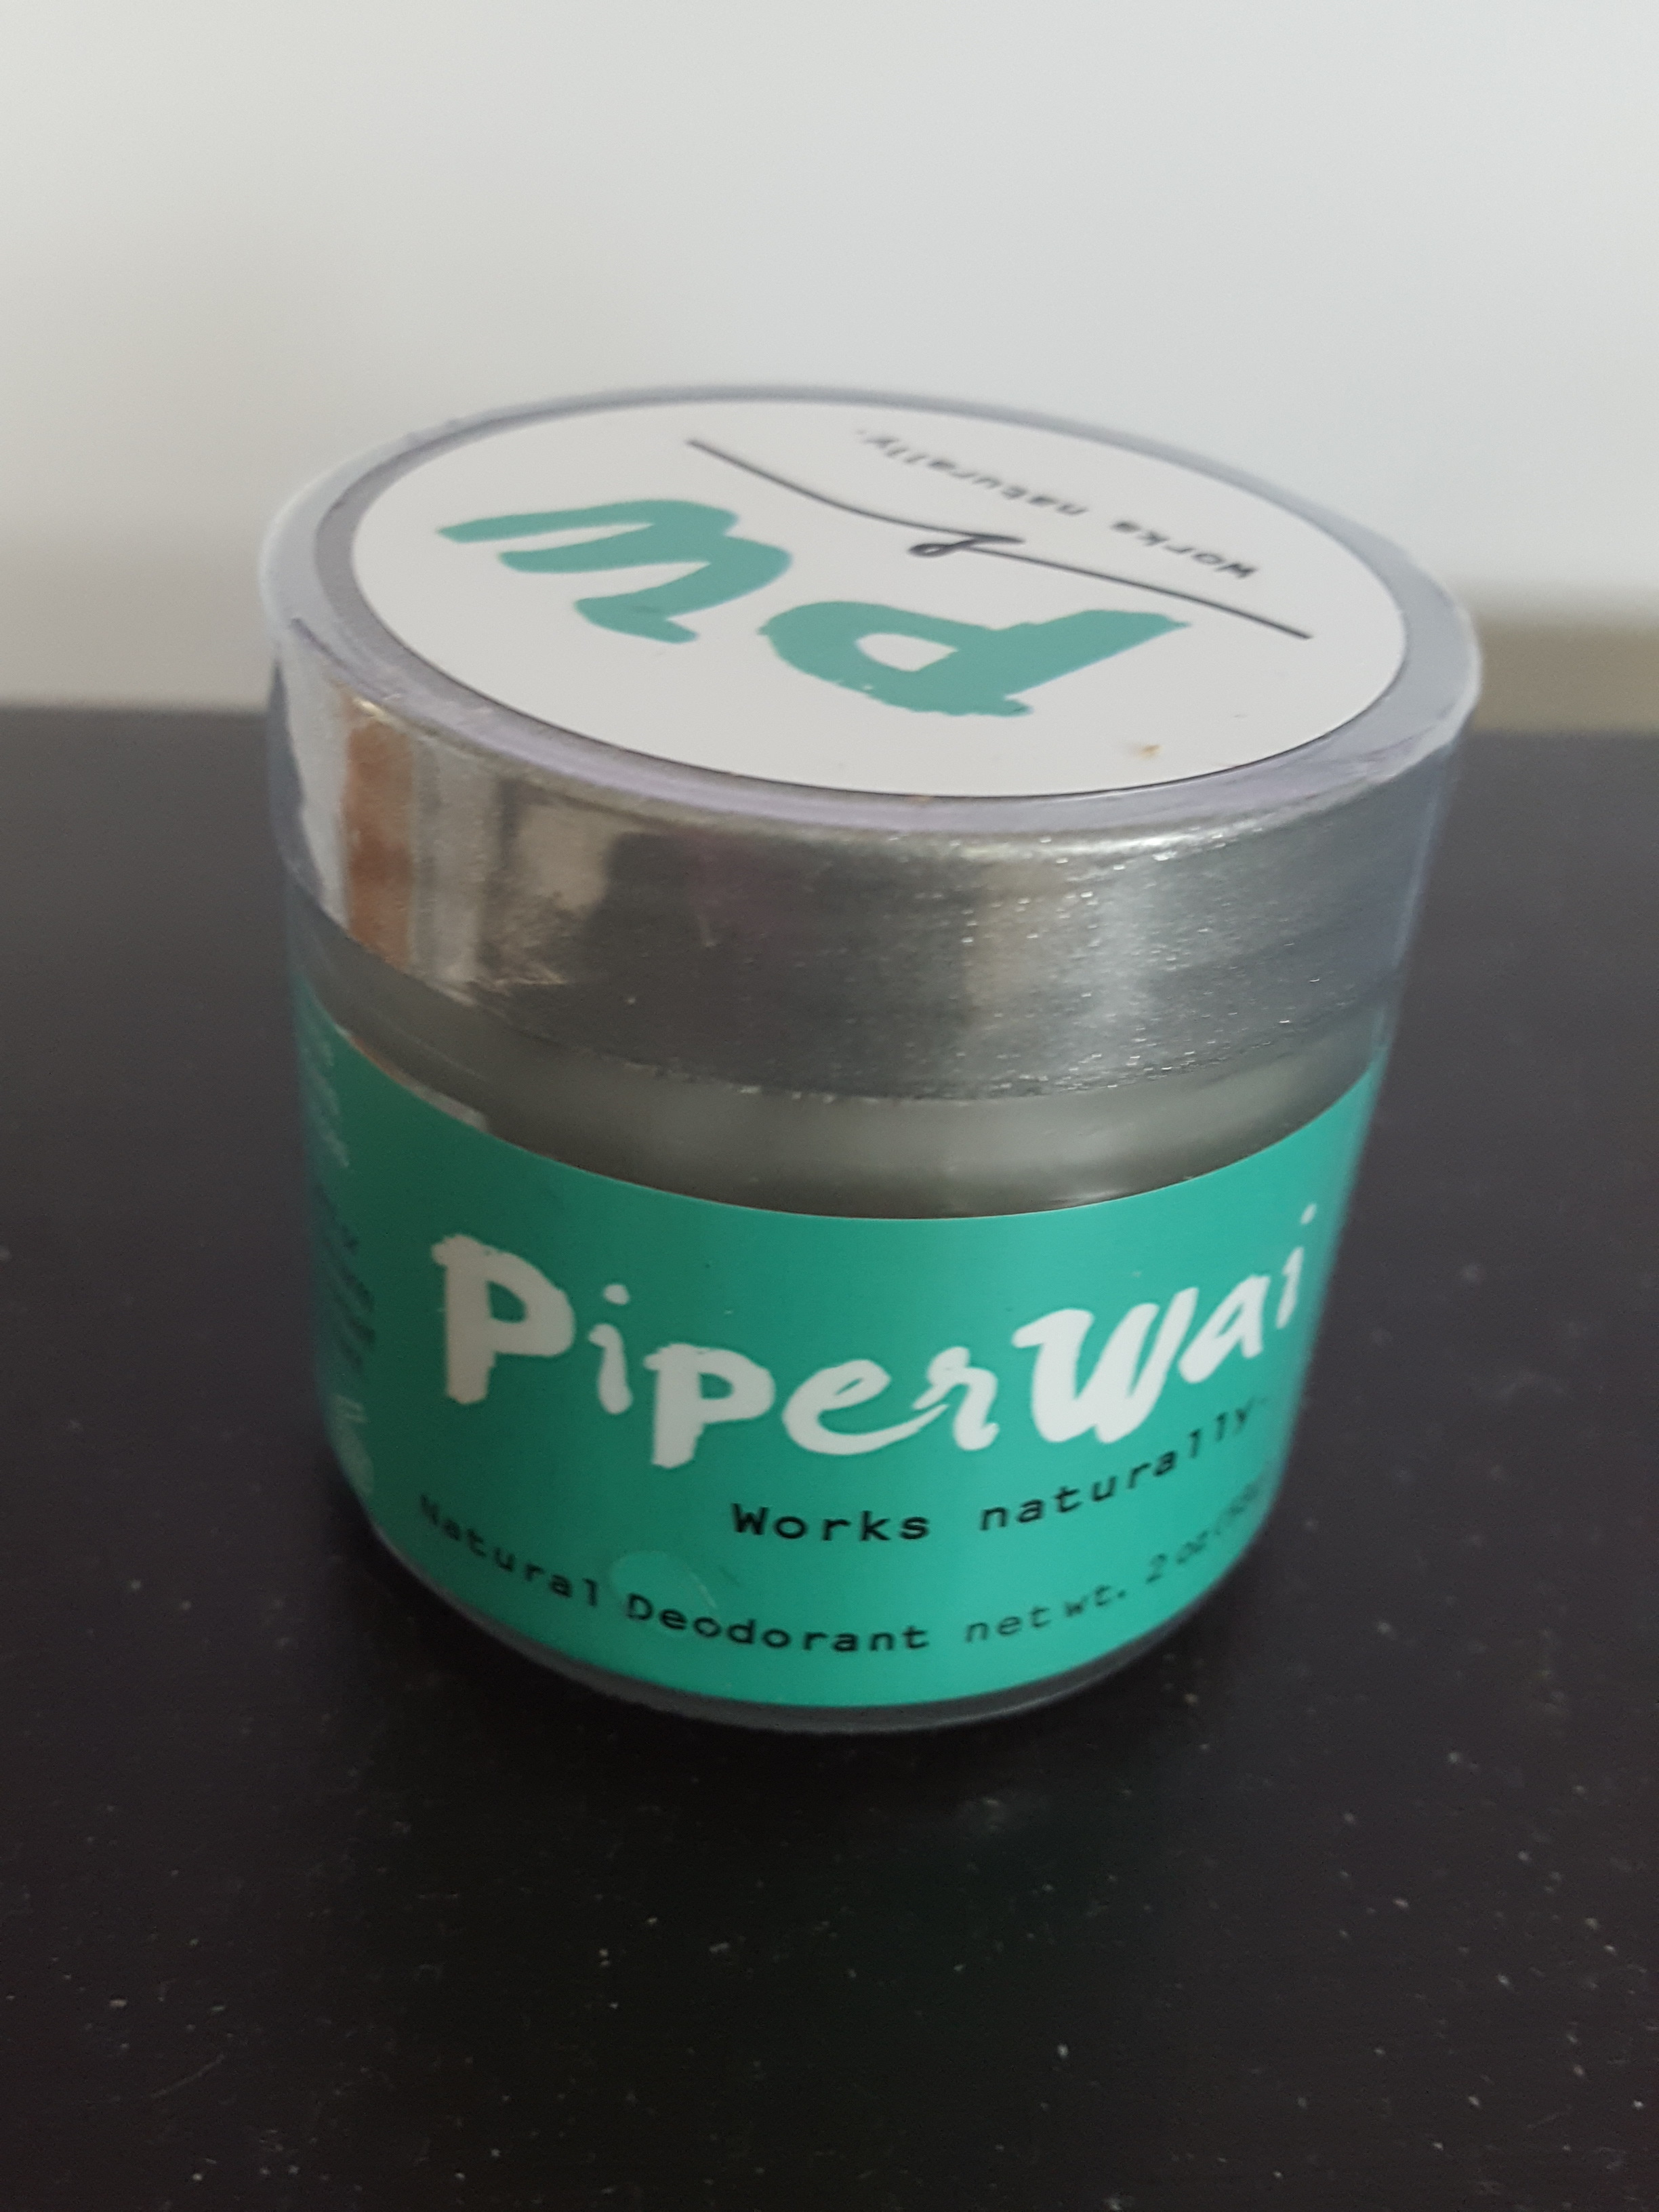 PW
Works naturally.
PiperWai
Works naturally.
Natural Deodorant net wt. 2 oz